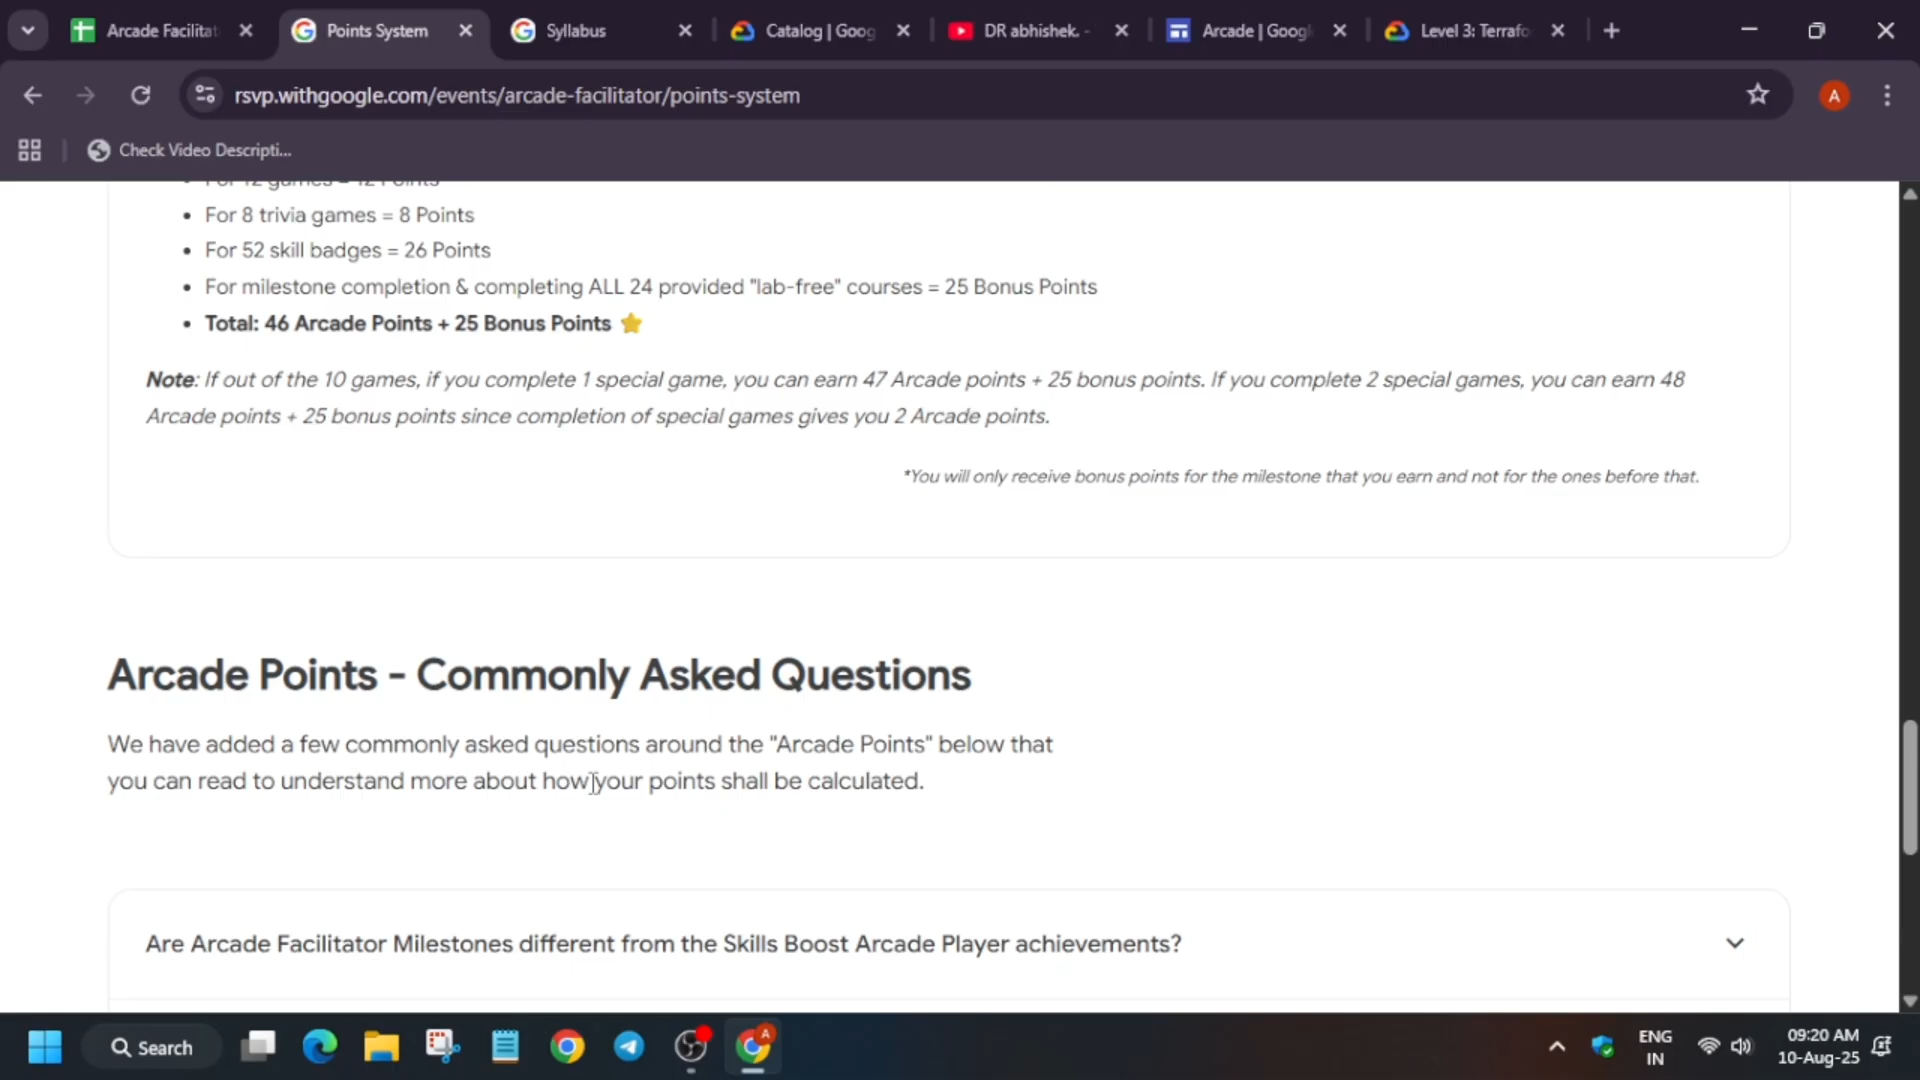 Arcade Facilitat
Points System
Syllabus
Catalog | Goog
DR abhishek. -
Arcade | Googl
Level 3: Terrafo
rsvp.withgoogle.com/events/arcade-facilitator/points-system
A
Check Video Descripti...
For 12 games = 12 Points
For 8 trivia games = 8 Points
For 52 skill badges = 26 Points
For milestone completion & completing ALL 24 provided "lab-free" courses = 25 Bonus Points
Total: 46 Arcade Points + 25 Bonus Points
Note: If out of the 10 games, if you complete 1 special game, you can earn 47 Arcade points + 25 bonus points. If you complete 2 special games, you can earn 48
Arcade points + 25 bonus points since completion of special games gives you 2 Arcade points.
*You will only receive bonus points for the milestone that you earn and not for the ones before that.
Arcade Points - Commonly Asked Questions
We have added a few commonly asked questions around the "Arcade Points" below that
you can read to understand more about how your points shall be calculated.
Are Arcade Facilitator Milestones different from the Skills Boost Arcade Player achievements?
Search
A
ENG
IN
09:20 AM
10-Aug-25